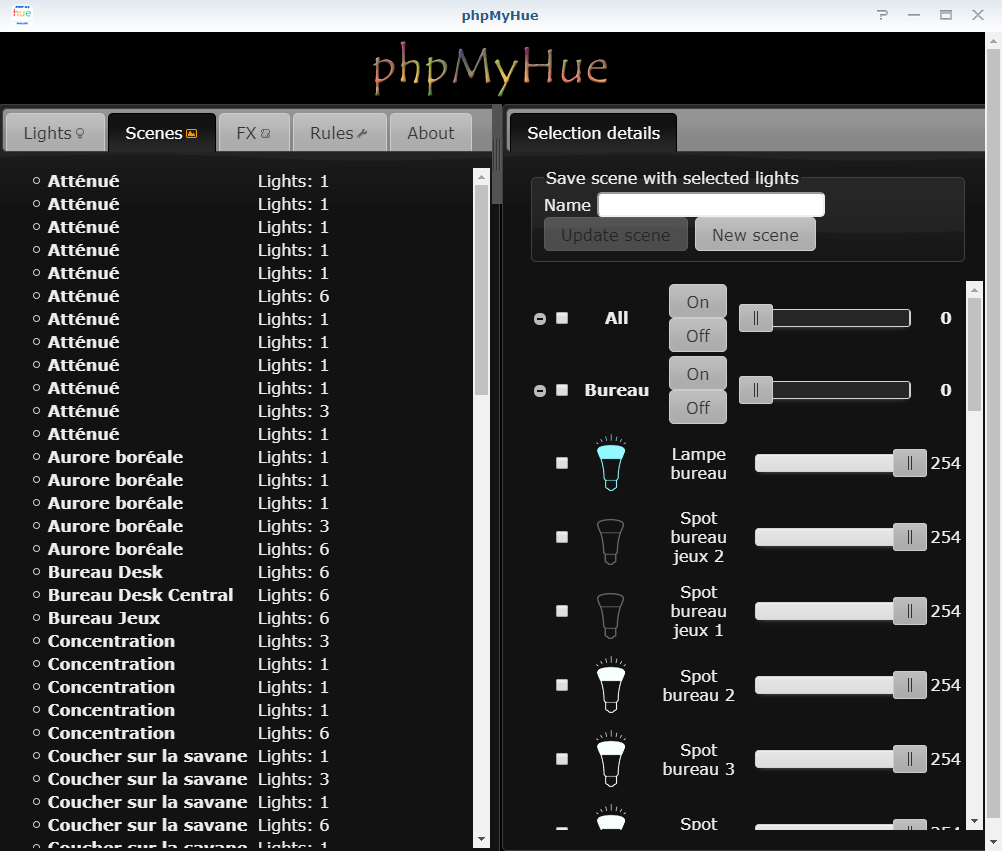 phpMyHue
phpMyHue
Lights
Scenes
FX
Rules
About
Atténué Lights: 1
Atténué Lights: 1
Atténué Lights: 1
Atténué Lights: 1
Atténué Lights: 1
Atténué Lights: 6
Atténué Lights: 1
Atténué Lights: 1
Atténué Lights: 1
Atténué Lights: 1
Atténué Lights: 3
Atténué Lights: 1
Aurore boréale Lights: 1
Aurore boréale Lights: 1
Aurore boréale Lights: 1
Aurore boréale Lights: 3
Aurore boréale Lights: 6
Bureau Desk Lights: 6
Bureau Desk Central Lights: 6
Bureau Jeux Lights: 6
Concentration Lights: 3
Concentration Lights: 1
Concentration Lights: 1
Concentration Lights: 1
Concentration Lights: 6
Coucher sur la savane Lights: 1
Coucher sur la savane Lights: 3
Coucher sur la savane Lights: 1
Coucher sur la savane Lights: 6
Coucher sur la savane Lights: 1
Selection details
Save scene with selected lights
Name
Update scene New scene
All On Off 0
Bureau On Off 0
Lampe
bureau 254
Spot
bureau
jeux 2 254
Spot
bureau
jeux 1 254
Spot
bureau 2 254
Spot
bureau 3 254
Spot 254